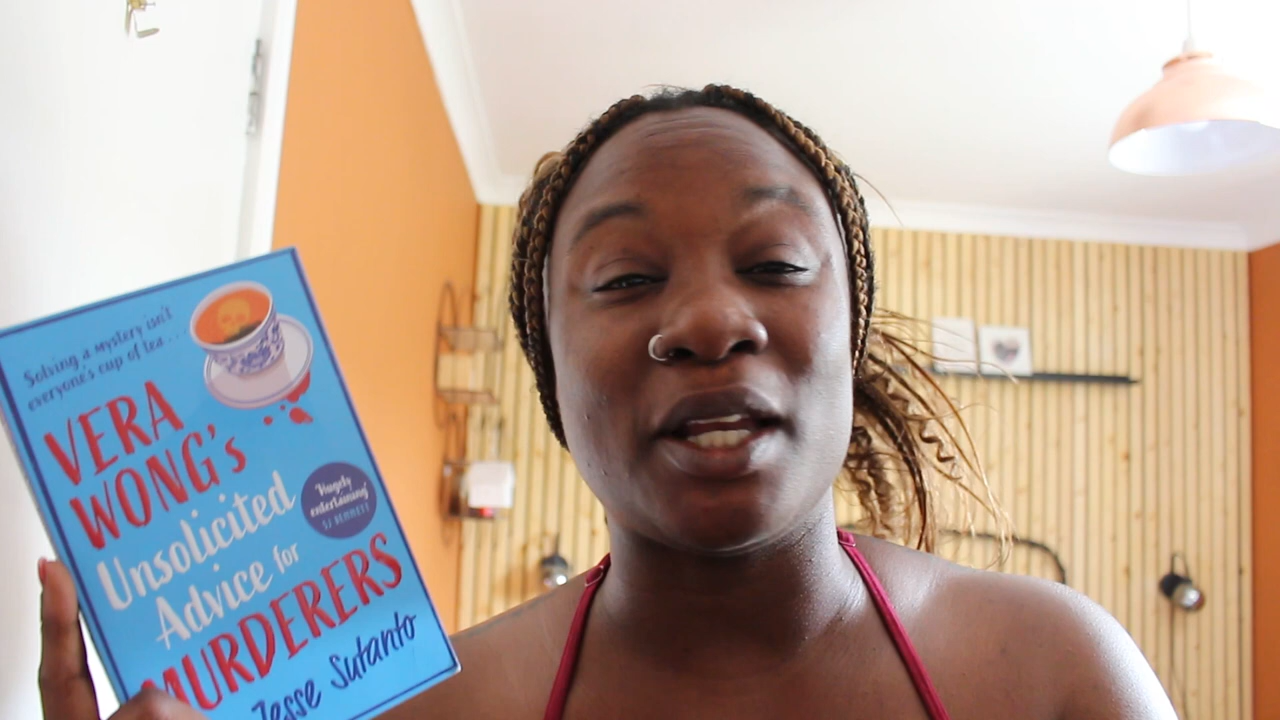 Solving a mystery isn't
everyone's cup of tea . . .
VERA
WONG's
Unsolicited
Advice for
MURDERERS
'Hugely
entertaining'
SJ BENNETT
Jesse Sutanto